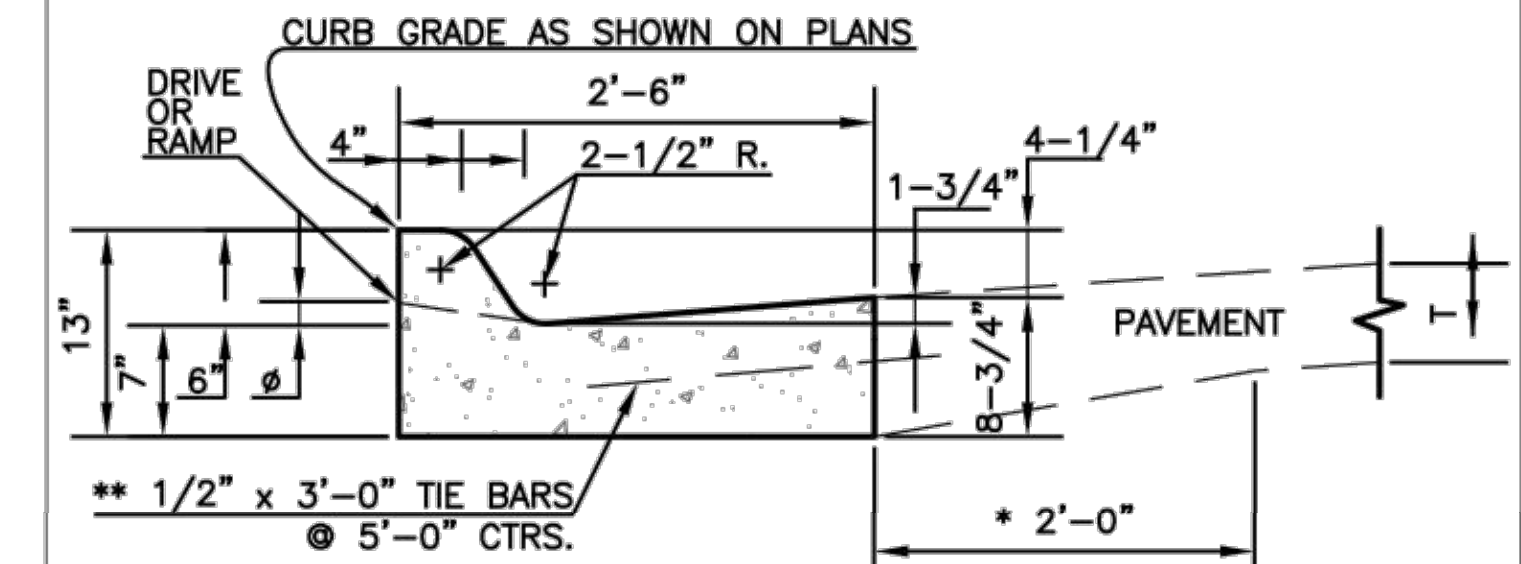 CURB GRADE AS SHOWN ON PLANS
DRIVE
OR
RAMP
2'-6"
4"
2-1/2" R.
4-1/4"
1-3/4"
13"
7"
6"
ø
8-3/4"
PAVEMENT
T
** 1/2" x 3'-0" TIE BARS
@ 5'-0" CTRS.
* 2'-0"